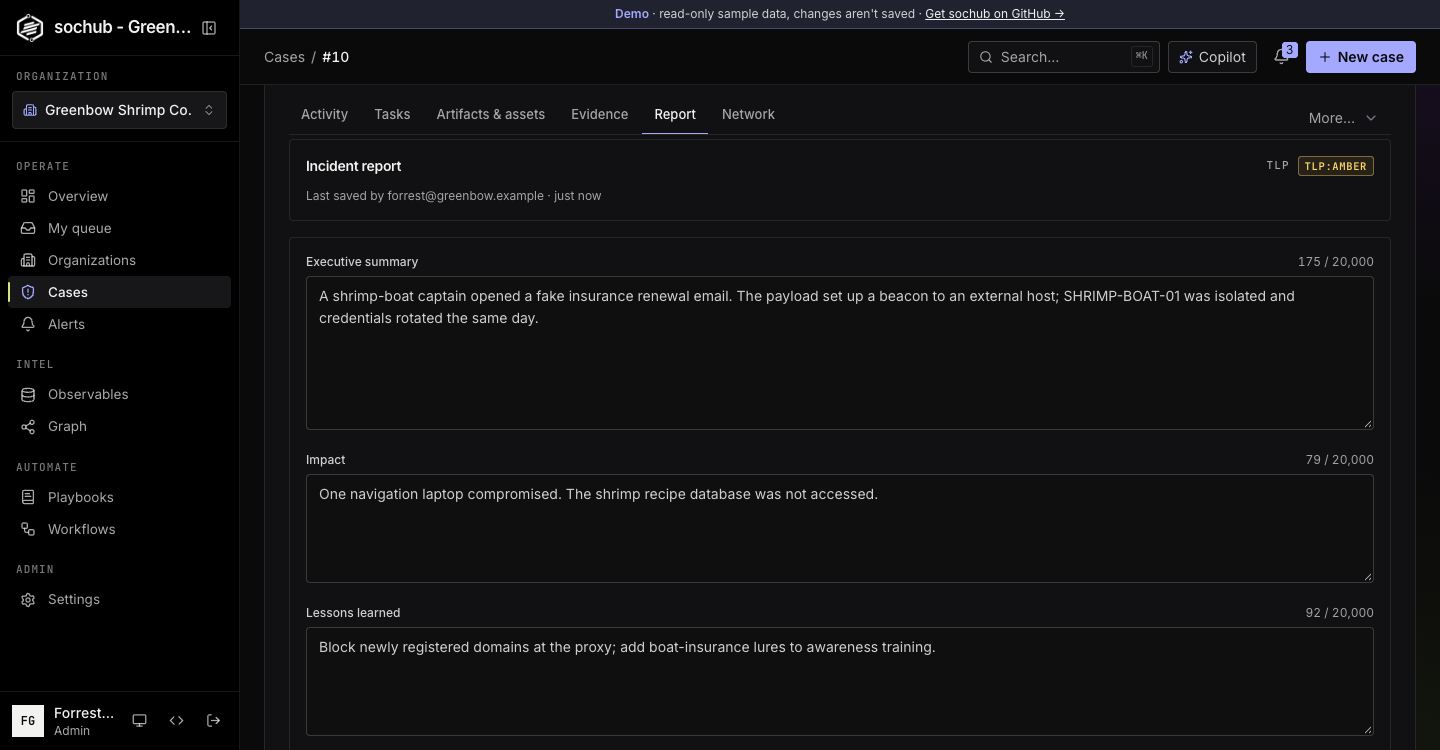 sochub - Green...
Demo · read-only sample data, changes aren't saved · Get sochub on GitHub →
Cases / #10
Search...
⌘K
Copilot
3
+ New case
ORGANIZATION
Greenbow Shrimp Co.
OPERATE
Overview
My queue
Organizations
Cases
Alerts
INTEL
Observables
Graph
AUTOMATE
Playbooks
Workflows
ADMIN
Settings
FG
Forrest...
Admin
Activity
Tasks
Artifacts & assets
Evidence
Report
Network
More...
Incident report
TLP
TLP:AMBER
Last saved by forrest@greenbow.example · just now
Executive summary
175 / 20,000
A shrimp-boat captain opened a fake insurance renewal email. The payload set up a beacon to an external host; SHRIMP-BOAT-01 was isolated and
credentials rotated the same day.
Impact
79 / 20,000
One navigation laptop compromised. The shrimp recipe database was not accessed.
Lessons learned
92 / 20,000
Block newly registered domains at the proxy; add boat-insurance lures to awareness training.